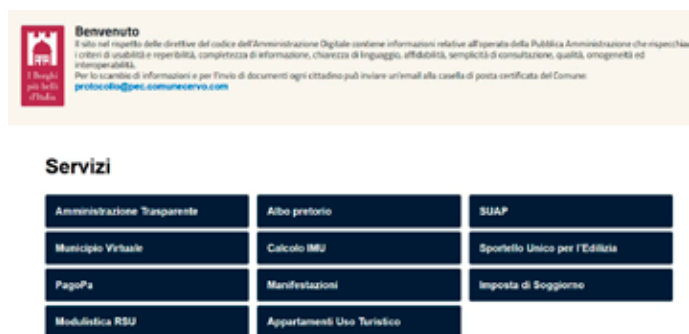 Benvenuto
Il sito nel rispetto delle direttive del codice dell'Amministrazione Digitale contiene informazioni relative all'operato della Pubblica Amministrazione che rispecchia
i criteri di usabilità e reperibilità, completezza di informazione, chiarezza di linguaggio, affidabilità, semplicità di consultazione, qualità, omogeneità ed
interoperabilità.
Per lo scambio di informazioni e per l'invio di documenti ogni cittadino può inviare un'email alla casella di posta certificata del Comune.
protocollo@pec.comunecervo.com
I Borghi
più belli
d'Italia
Servizi
Amministrazione Trasparente
Albo pretorio
SUAP
Municipio Virtuale
Calcolo IMU
Sportello Unico per l'Edilizia
PagoPa
Manifestazioni
Imposta di Soggiorno
Modulistica RSU
Appartamenti Uso Turistico